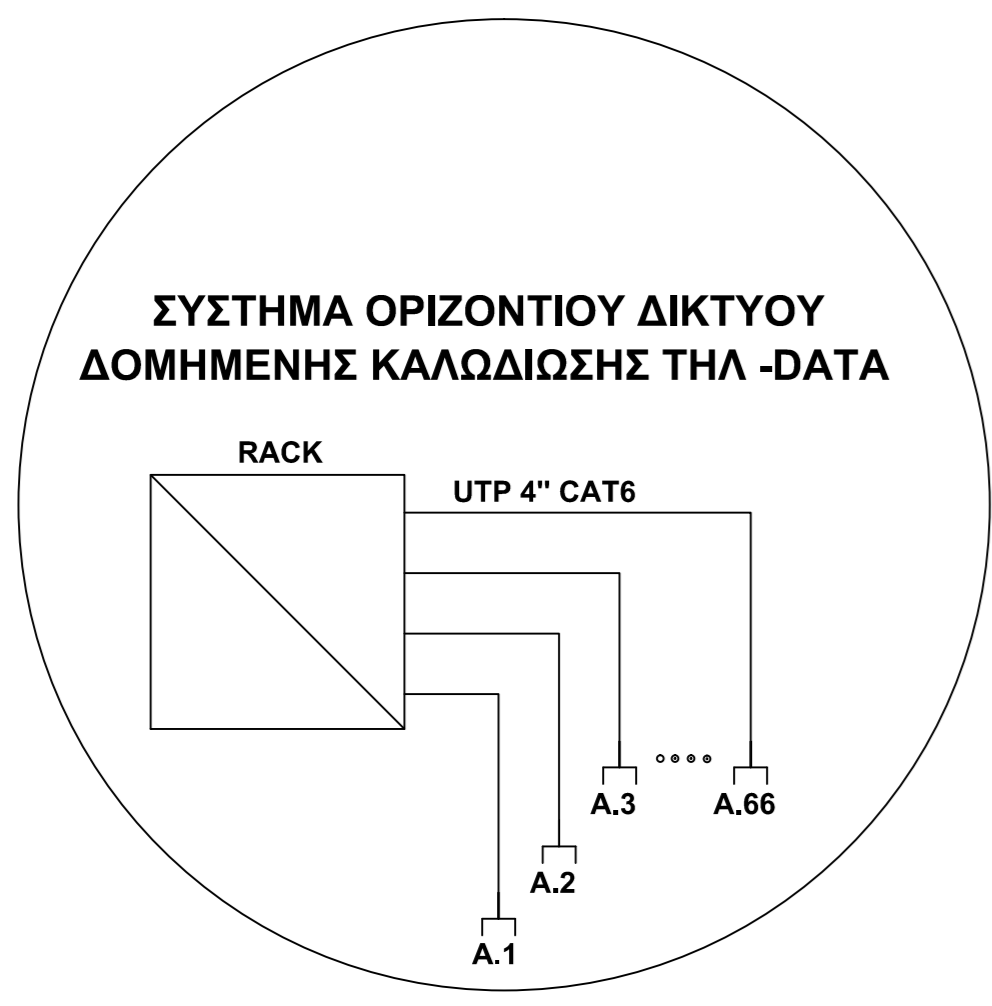 ΣΥΣΤΗΜΑ ΟΡΙΖΟΝΤΙΟΥ ΔΙΚΤΥΟΥ
ΔΟΜΗΜΕΝΗΣ ΚΑΛΩΔΙΩΣΗΣ ΤΗΛ -DATA
RACK
UTP 4" CAT6
A.3
A.66
A.2
A.1